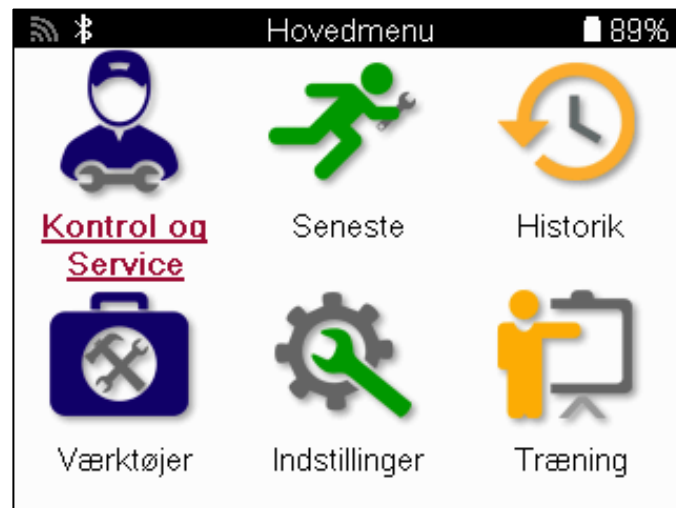 Hovedmenu 89%
Kontrol og Seneste Historik
Service
Værktøjer Indstillinger Træning